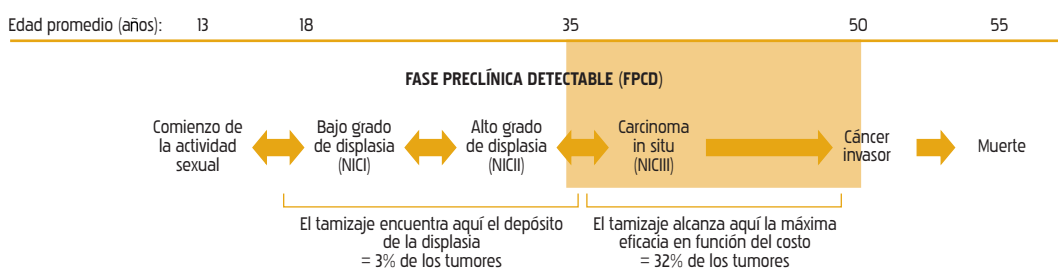 Edad promedio (años): 13 18 35 50 55
FASE PRECLÍNICA DETECTABLE (FPCD)
Comienzo de
la actividad
sexual
Bajo grado
de displasia
(NICI)
Alto grado
de displasia
(NICII)
Carcinoma
in situ
(NICIII)
Cáncer
invasor
Muerte
El tamizaje encuentra aquí el depósito
de la displasia
= 3% de los tumores
El tamizaje alcanza aquí la máxima
eficacia en función del costo
= 32% de los tumores